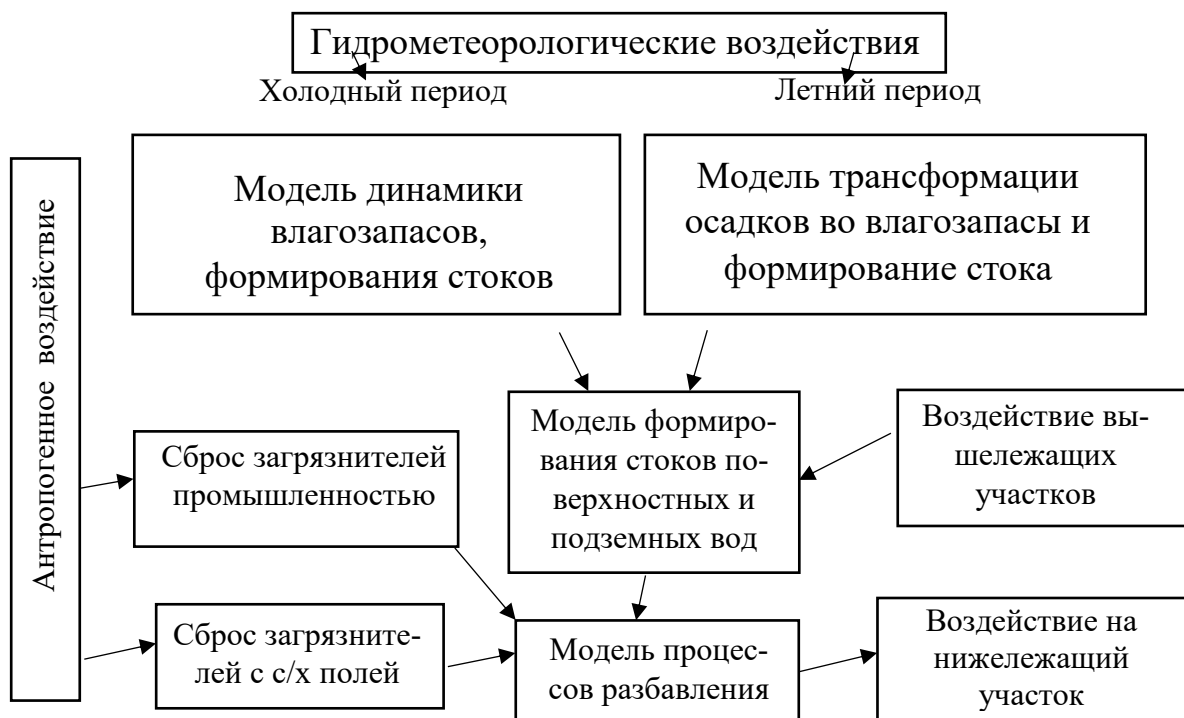 Гидрометеорологические воздействия
Холодный период
Летний период
Антропогенное воздействие
Модель динамики
влагозапасов,
формирования стоков
Модель трансформации
осадков во влагозапасы и
формирование стока
Сброс загрязнителей
промышленностью
Модель формиро-
вания стоков по-
верхностных и
подземных вод
Воздействие вы-
шележащих
участков
Сброс загрязните-
лей с с/х полей
Модель процес-
сов разбавления
Воздействие на
нижележащий
участок